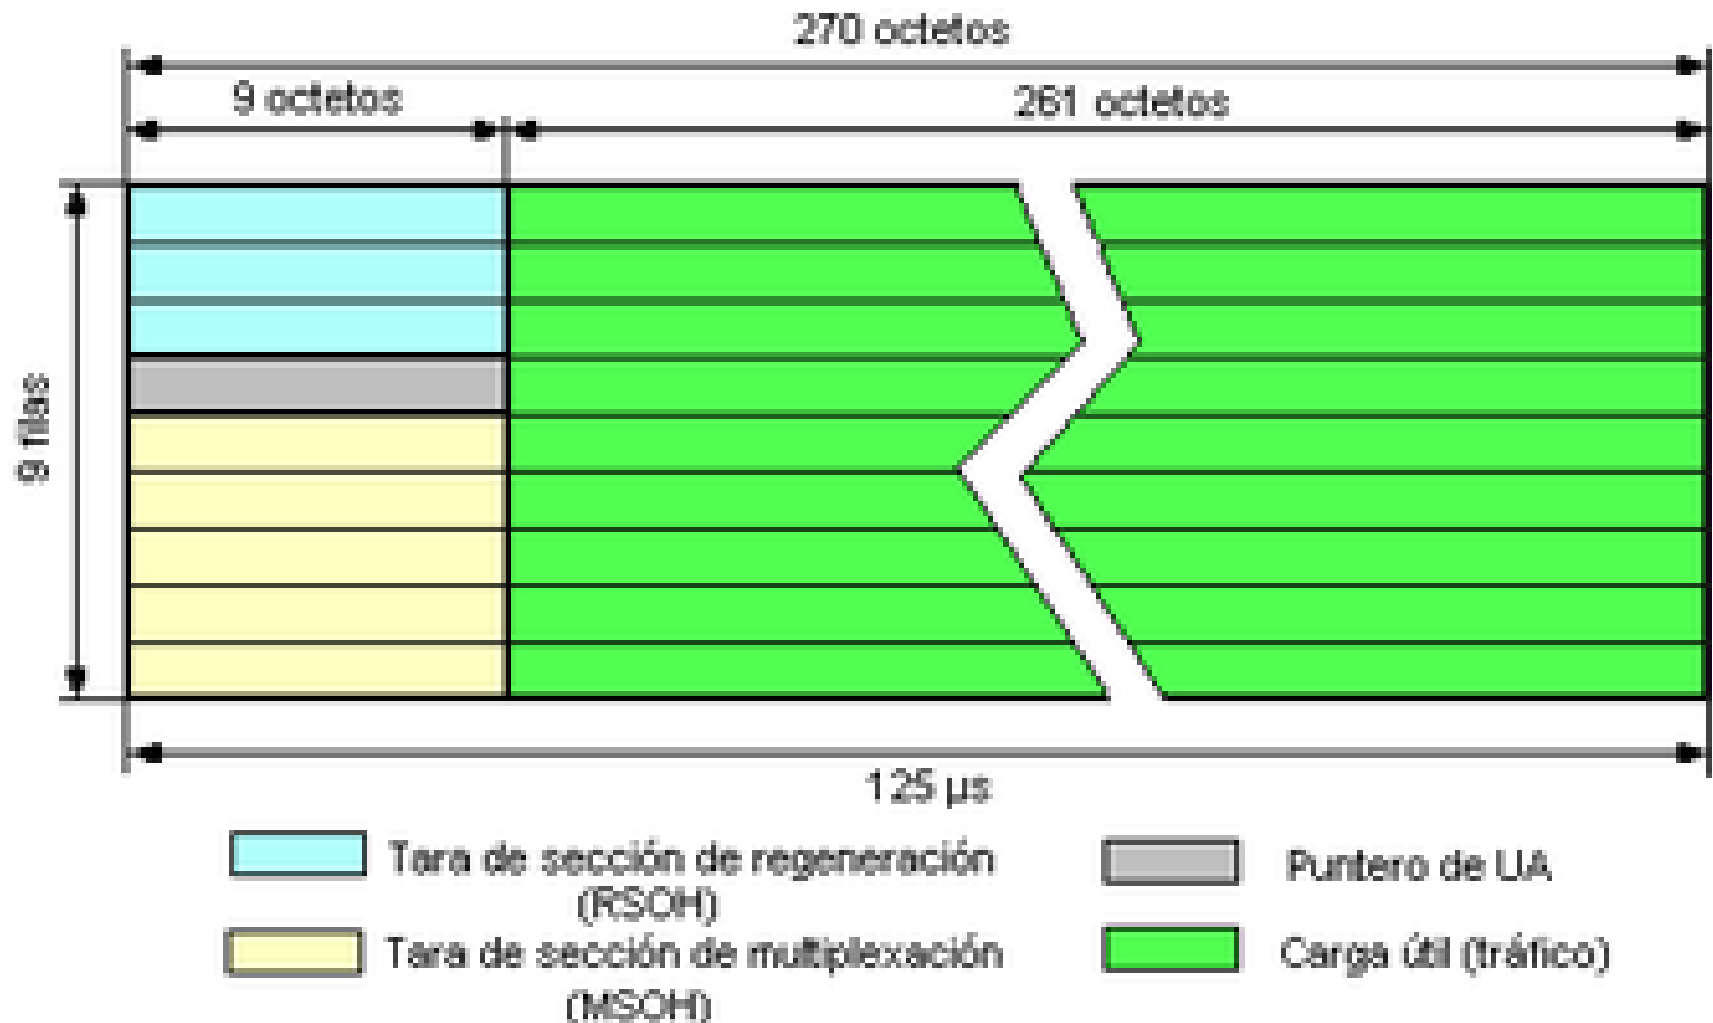 270 octetos
9 octetos
261 octetos
9 filas
125 µs
Tara de sección de regeneración
(RSOH)
Puntero de UA
Tara de sección de multiplexación
(MSOH)
Carga útil (tráfico)